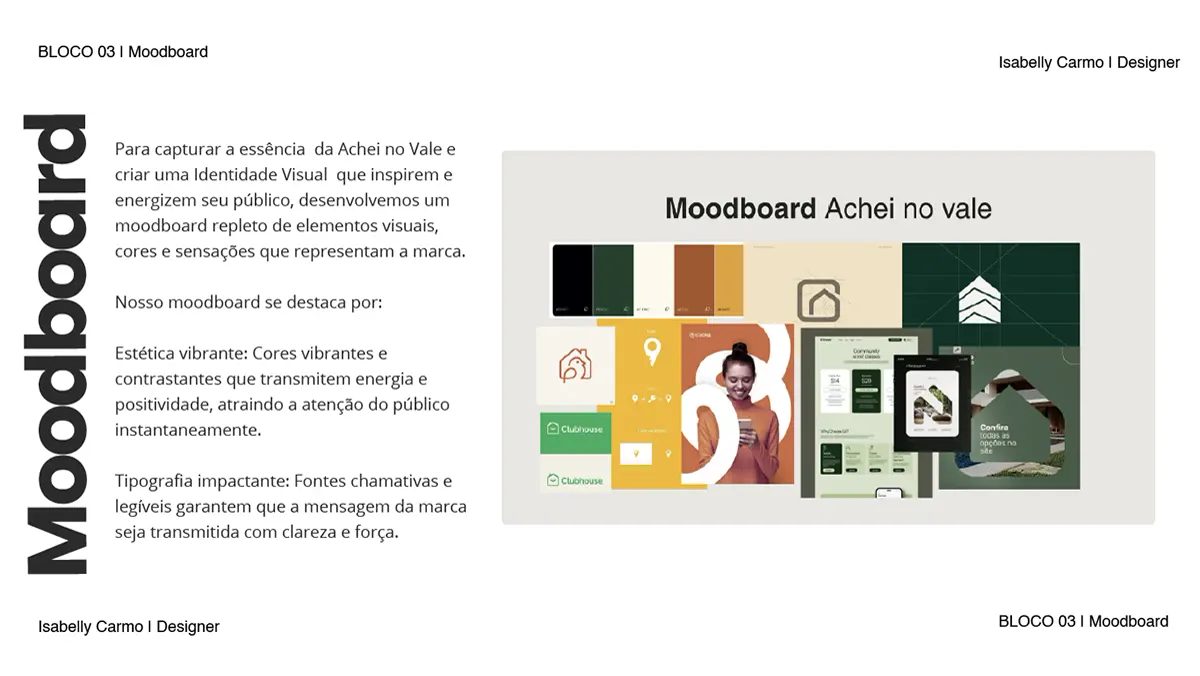 BLOCO 03 | Moodboard
Isabelly Carmo | Designer
Moodboard
Para capturar a essência da Achei no Vale e
criar uma Identidade Visual que inspirem e
energizem seu público, desenvolvemos um
moodboard repleto de elementos visuais,
cores e sensações que representam a marca.
Nosso moodboard se destaca por:
Estética vibrante: Cores vibrantes e
contrastantes que transmitem energia e
positividade, atraindo a atenção do público
instantaneamente.
Tipografia impactante: Fontes chamativas e
legíveis garantem que a mensagem da marca
seja transmitida com clareza e força.
Moodboard Achei no vale
Clubhouse
Clubhouse
Community
$14
$29
Confira
todas as
opções no
site
Isabelly Carmo | Designer
BLOCO 03 | Moodboard